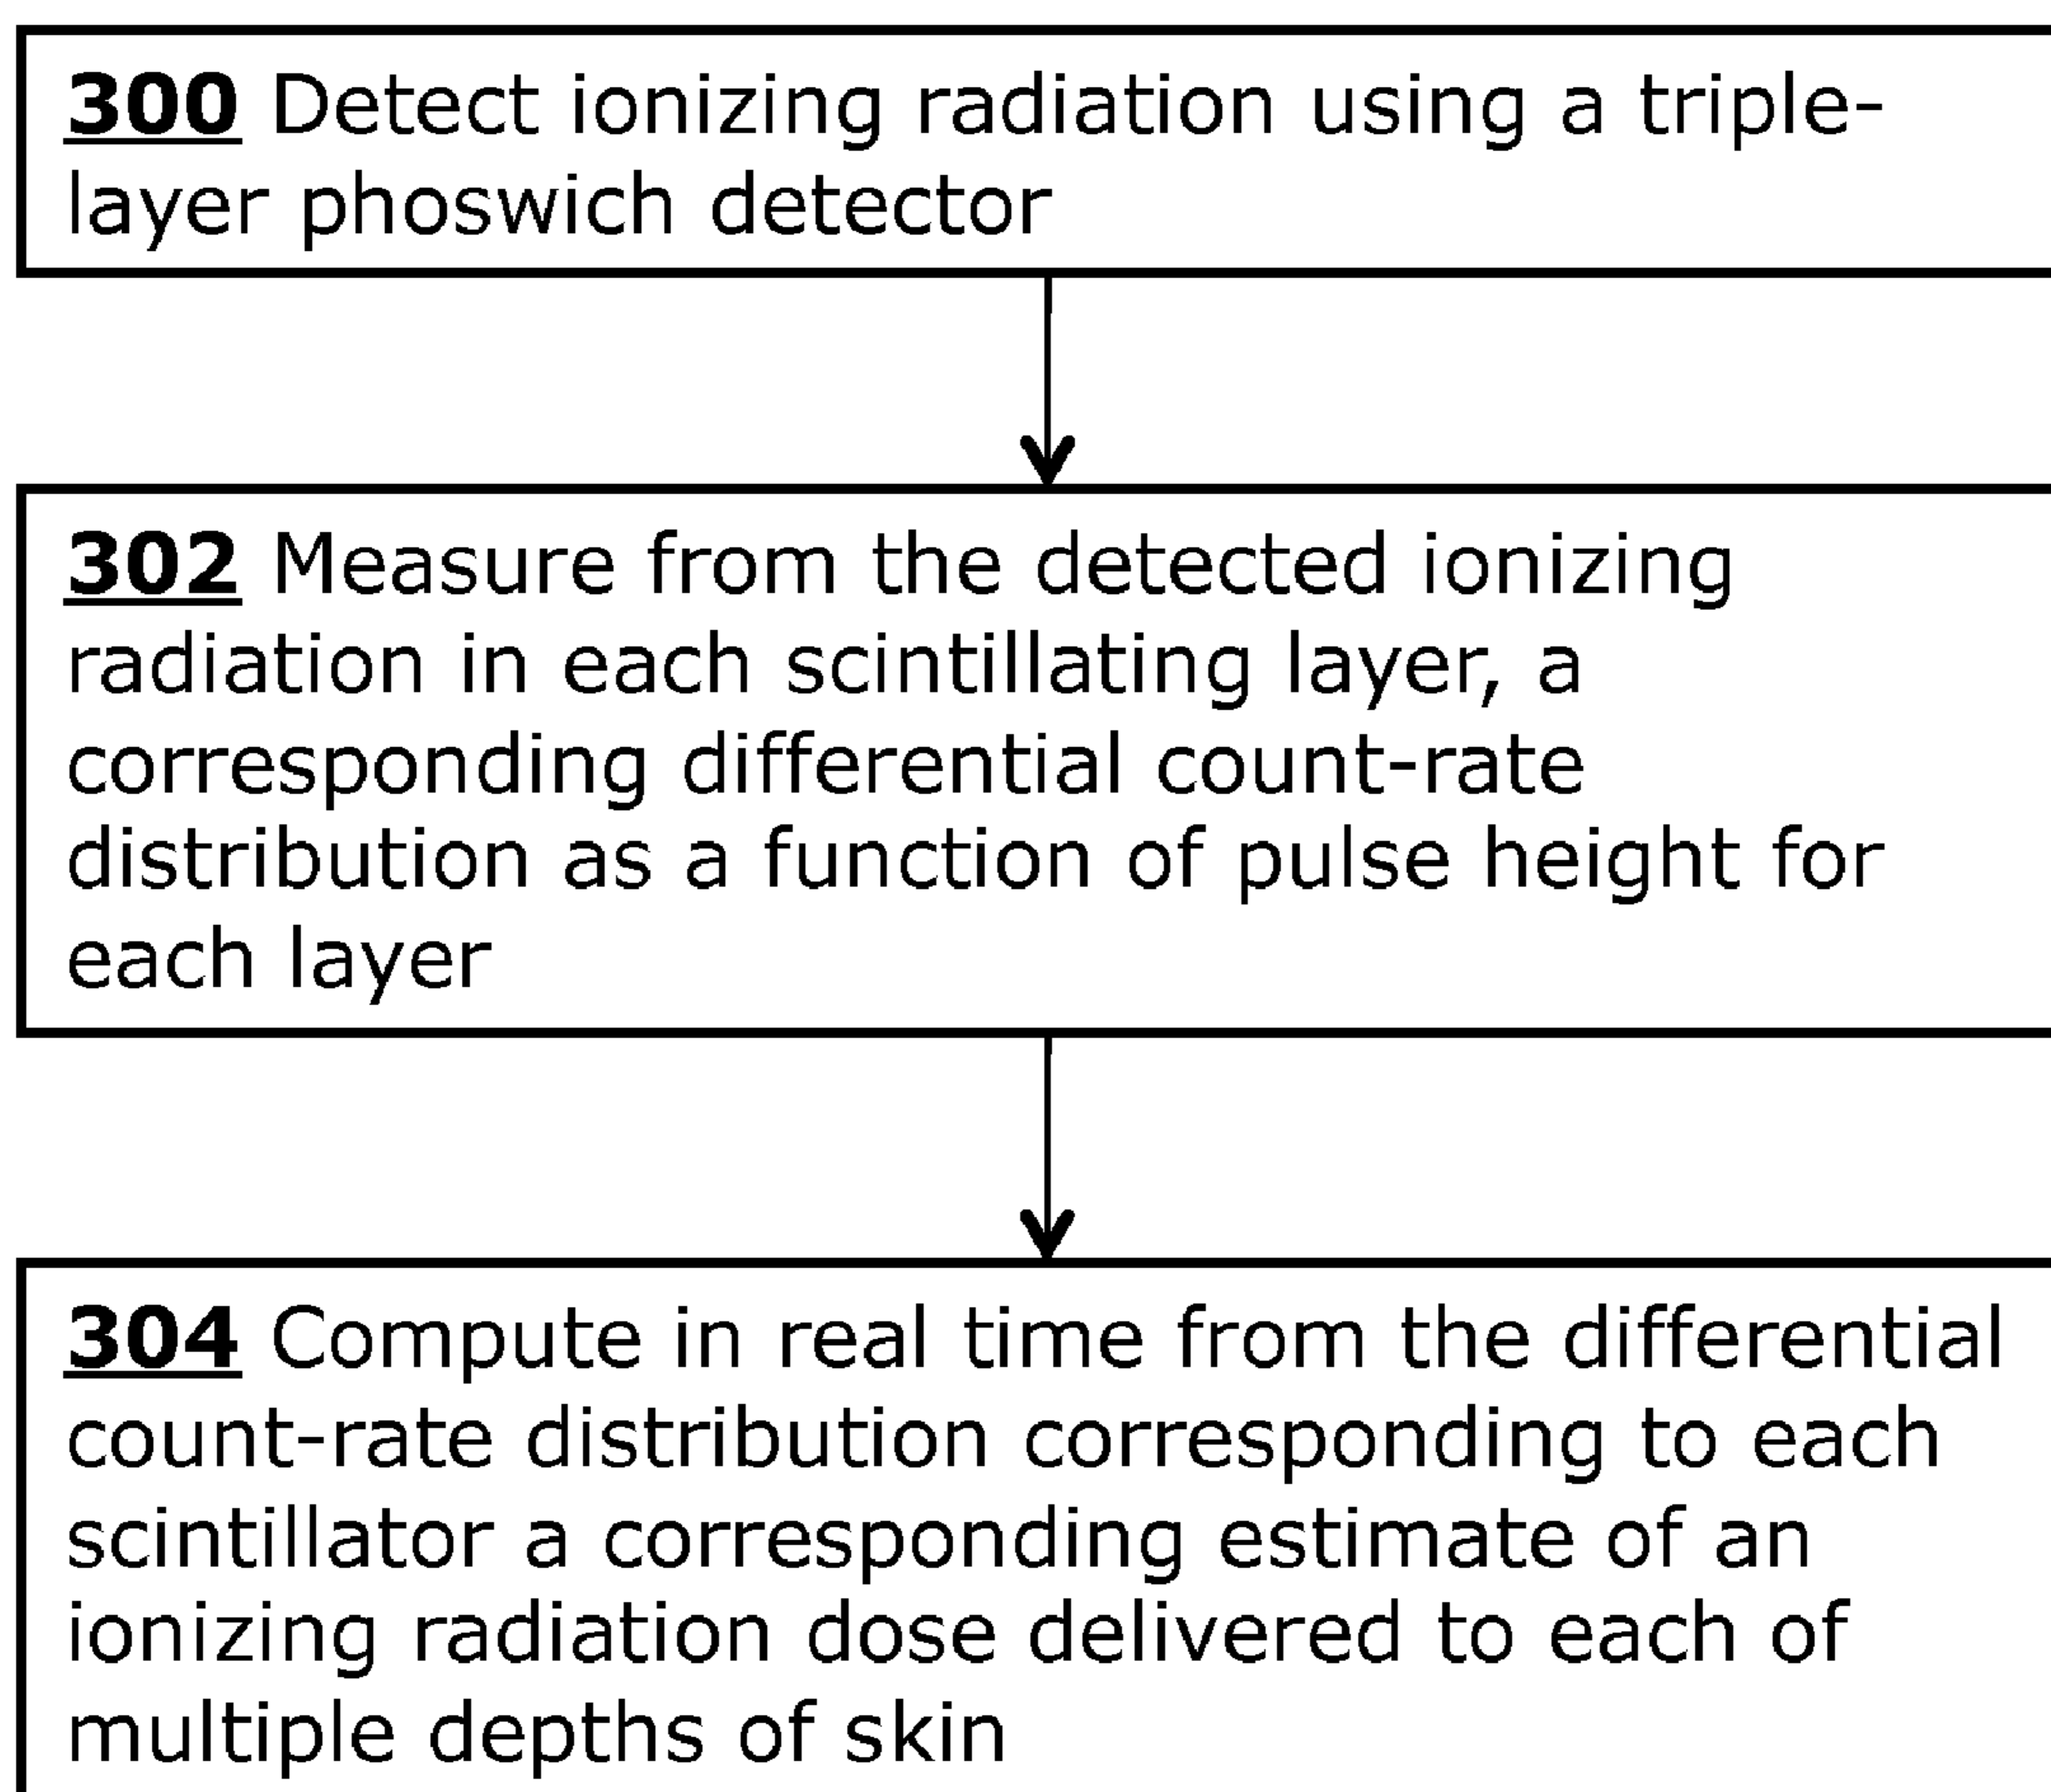 300 Detect ionizing radiation using a triple-
layer phoswich detector
302 Measure from the detected ionizing
radiation in each scintillating layer, a
corresponding differential count-rate
distribution as a function of pulse height for
each layer
304 Compute in real time from the differential
count-rate distribution corresponding to each
scintillator a corresponding estimate of an
ionizing radiation dose delivered to each of
multiple depths of skin